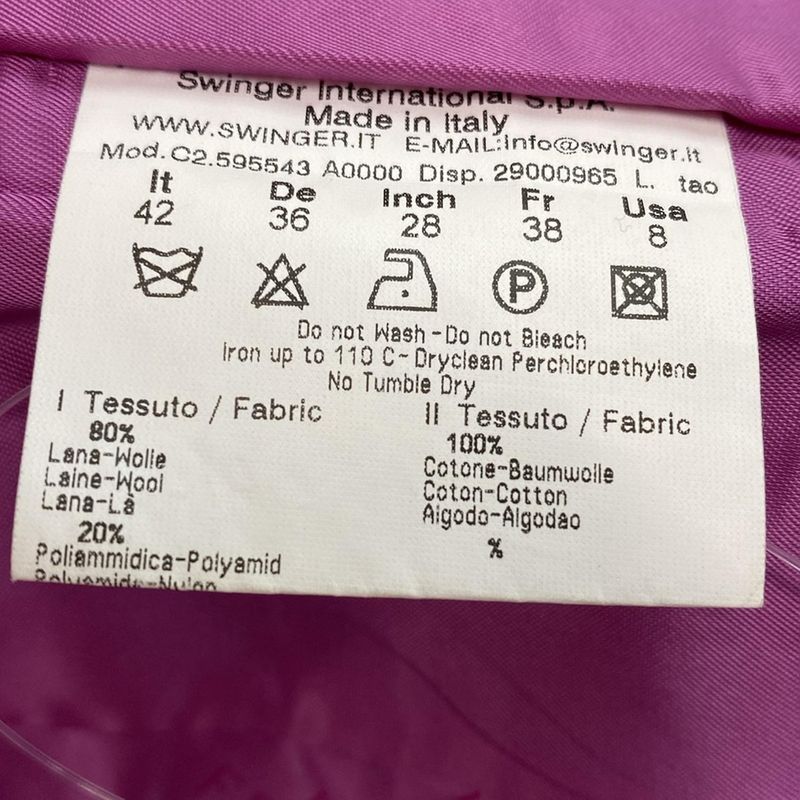 Swinger International S.p.A.
Made in Italy
WWW.SWINGER.IT E-MAIL:info@swinger.it
Mod.C2.595543 A0000 Disp. 29000965 L. tao
It De Inch Fr Usa
42 36 28 38 8
P
Do not Wash-Do not Bleach
Iron up to 110 C-Dryclean Perchloroethylene
No Tumble Dry
I Tessuto / Fabric
80%
Lana-Wolle
Laine-Wool
Lana-Là
20%
Poliammidica-Polyamid
Polyamide-Nylon
II Tessuto / Fabric
100%
Cotone-Baumwolle
Coton-Cotton
Algodo-Algodao
%